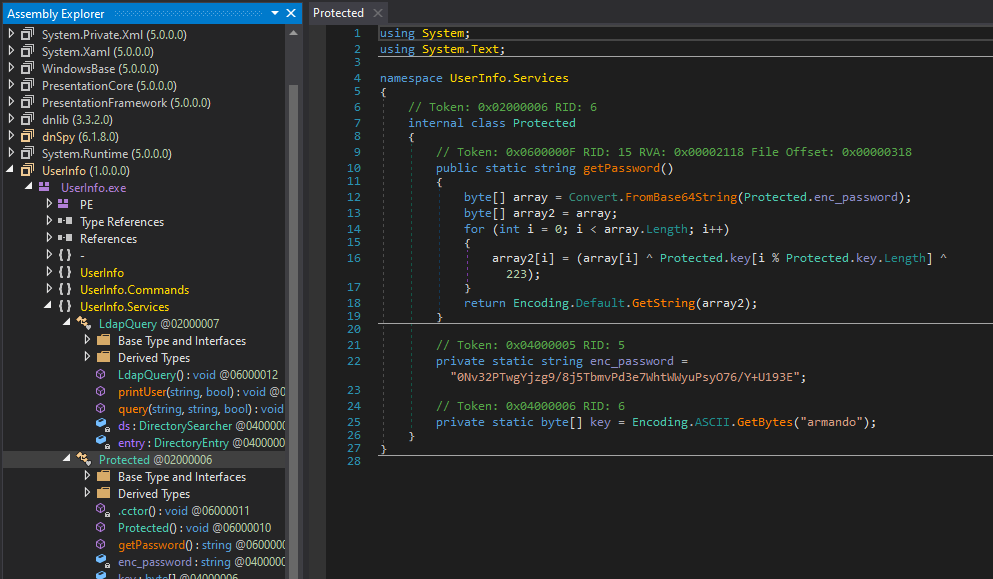 Assembly Explorer
System.Private.Xml (5.0.0.0)
System.Xaml (5.0.0.0)
WindowsBase (5.0.0.0)
PresentationCore (5.0.0.0)
PresentationFramework (5.0.0.0)
dnlib (3.3.2.0)
dnSpy (6.1.8.0)
System.Runtime (5.0.0.0)
UserInfo (1.0.0.0)
UserInfo.exe
PE
Type References
References
{ } -
{ } UserInfo
{ } UserInfo.Commands
{ } UserInfo.Services
LdapQuery @02000007
Base Type and Interfaces
Derived Types
LdapQuery() : void @06000012
printUser(string, bool) : void @0
query(string, string, bool) : void
ds : DirectorySearcher @0400000
entry : DirectoryEntry @0400000
Protected @02000006
Base Type and Interfaces
Derived Types
.cctor() : void @06000011
Protected() : void @06000010
getPassword() : string @0600000
enc_password : string @0400000
key : byte[] @04000006
Protected
1 using System;
2 using System.Text;
3
4 namespace UserInfo.Services
5 {
6 // Token: 0x02000006 RID: 6
7 internal class Protected
8 {
9 // Token: 0x0600000F RID: 15 RVA: 0x00002118 File Offset: 0x00000318
10 public static string getPassword()
11 {
12 byte[] array = Convert.FromBase64String(Protected.enc_password);
13 byte[] array2 = array;
14 for (int i = 0; i < array.Length; i++)
15 {
16 array2[i] = (array[i] ^ Protected.key[i % Protected.key.Length] ^
223);
17 }
18 return Encoding.Default.GetString(array2);
19 }
20
21 // Token: 0x04000005 RID: 5
22 private static string enc_password =
"0Nv32PTwgYjzg9/8j5TbmvPd3e7WhtWWyuPsyO76/Y+U193E";
23
24 // Token: 0x04000006 RID: 6
25 private static byte[] key = Encoding.ASCII.GetBytes("armando");
26 }
27 }
28